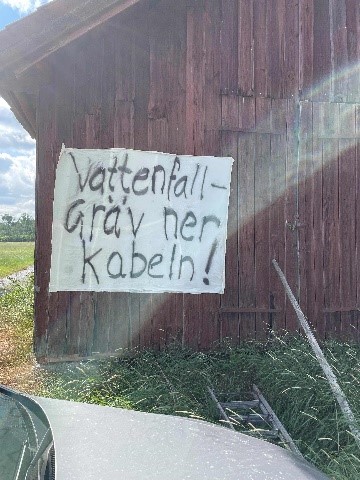 Vattenfall-
Gräv ner
kabeln!